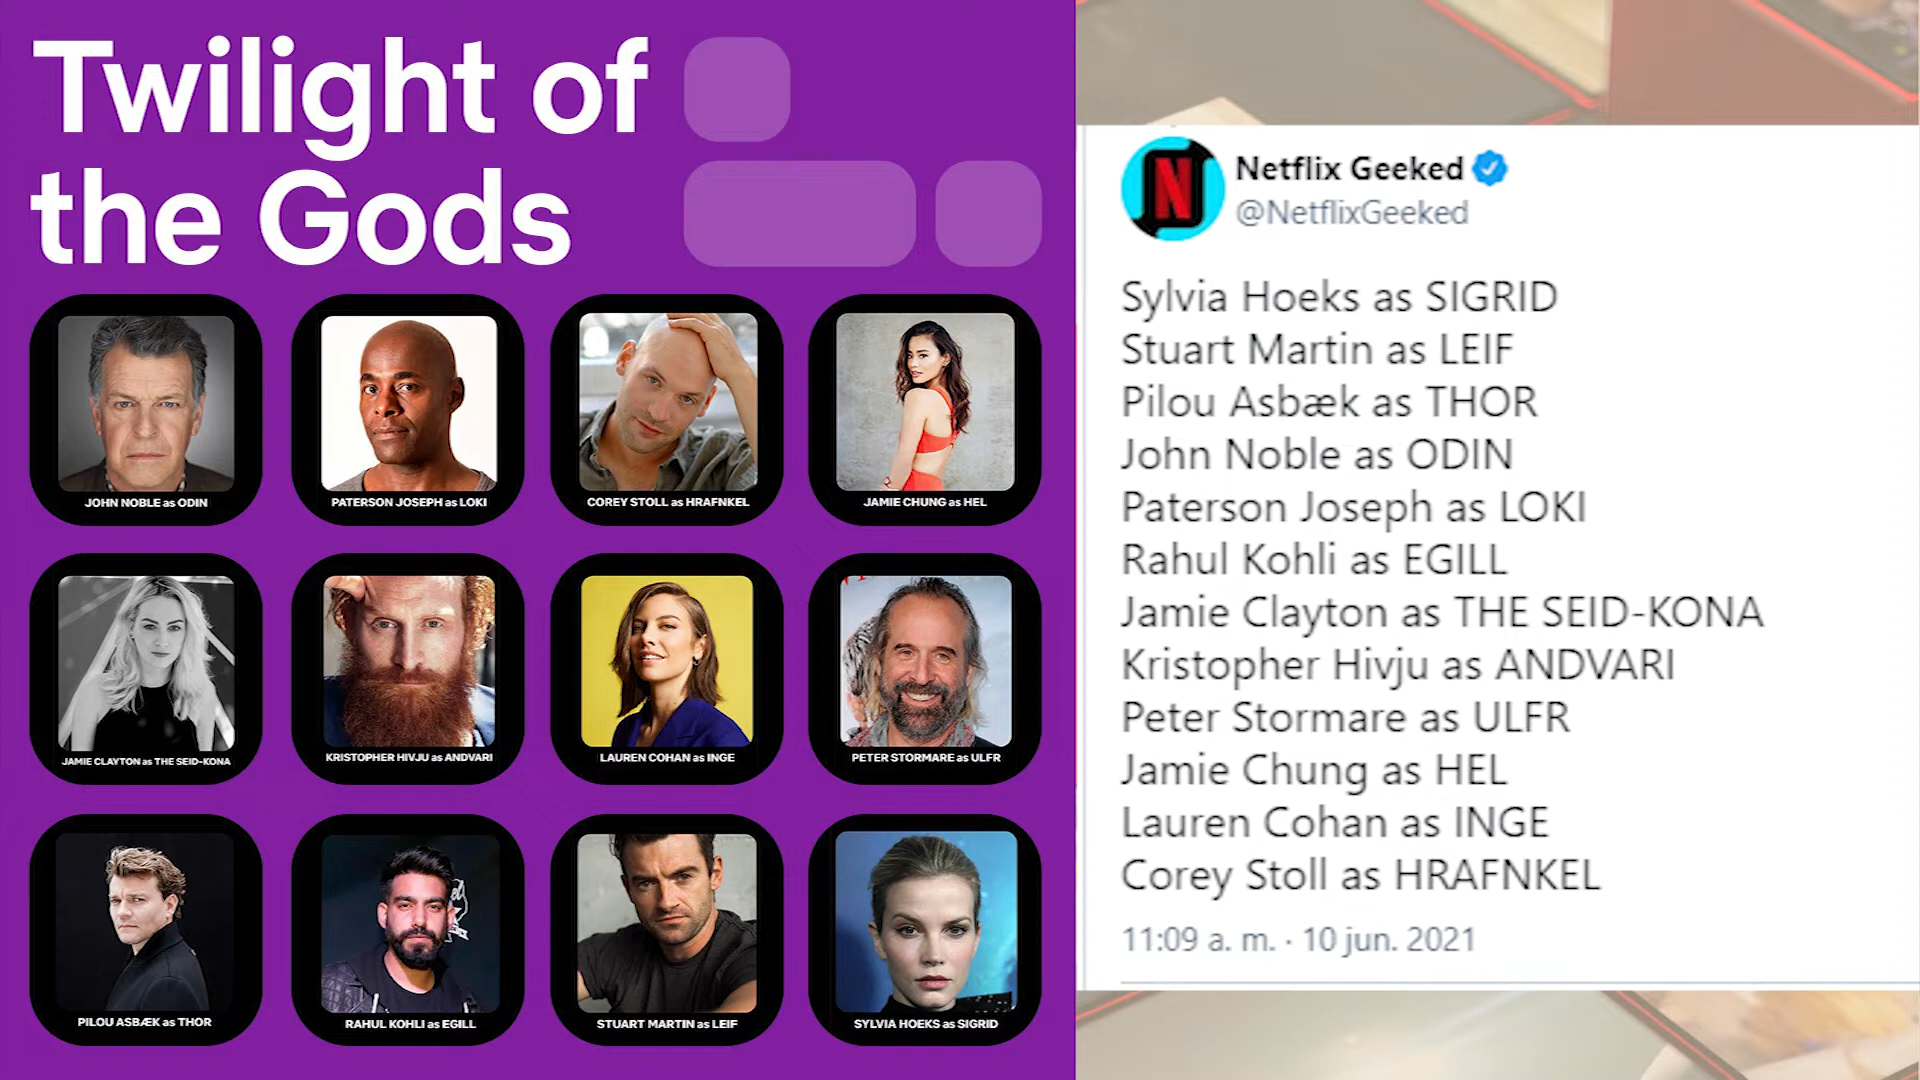 Twilight of
the Gods
JOHN NOBLE as ODIN
PATERSON JOSEPH as LOKI
COREY STOLL as HRAFNKEL
JAMIE CHUNG as HEL
JAMIE CLAYTON as THE SEID-KONA
KRISTOPHER HIVJU as ANDVARI
LAUREN COHAN as INGE
PETER STORMARE as ULFR
PILOU ASBÆK as THOR
RAHUL KOHLI as EGILL
STUART MARTIN as LEIF
SYLVIA HOEKS as SIGRID
N
Netflix Geeked
@NetflixGeeked
Sylvia Hoeks as SIGRID
Stuart Martin as LEIF
Pilou Asbæk as THOR
John Noble as ODIN
Paterson Joseph as LOKI
Rahul Kohli as EGILL
Jamie Clayton as THE SEID-KONA
Kristopher Hivju as ANDVARI
Peter Stormare as ULFR
Jamie Chung as HEL
Lauren Cohan as INGE
Corey Stoll as HRAFNKEL
11:09 a. m. · 10 jun. 2021